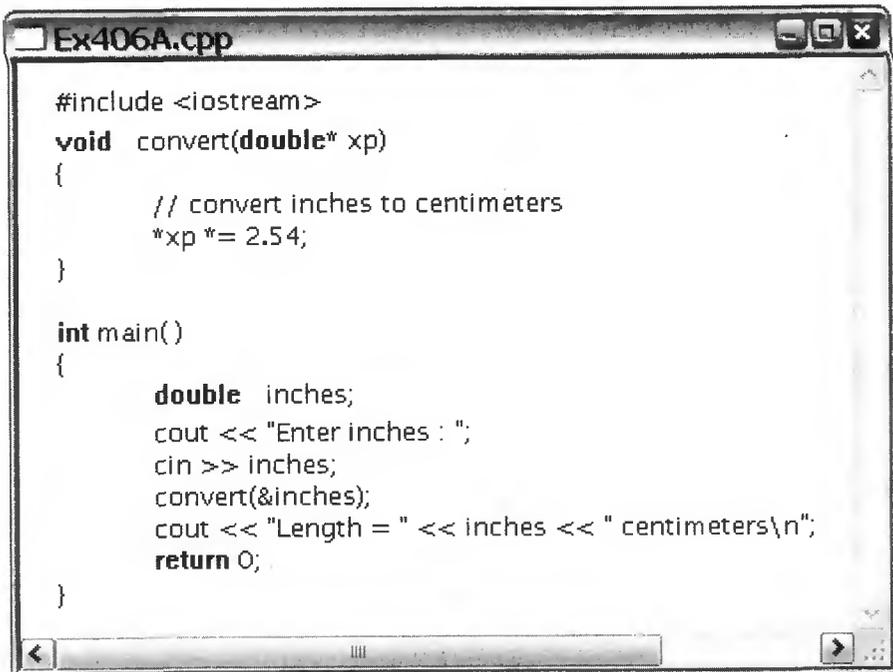 Ex406A.cpp
#include <iostream>
void convert(double* xp)
{
// convert inches to centimeters
*xp *= 2.54;
}
int main()
{
double inches;
cout << "Enter inches : ";
cin >> inches;
convert(&inches);
cout << "Length = " << inches << " centimeters\n";
return 0;
}